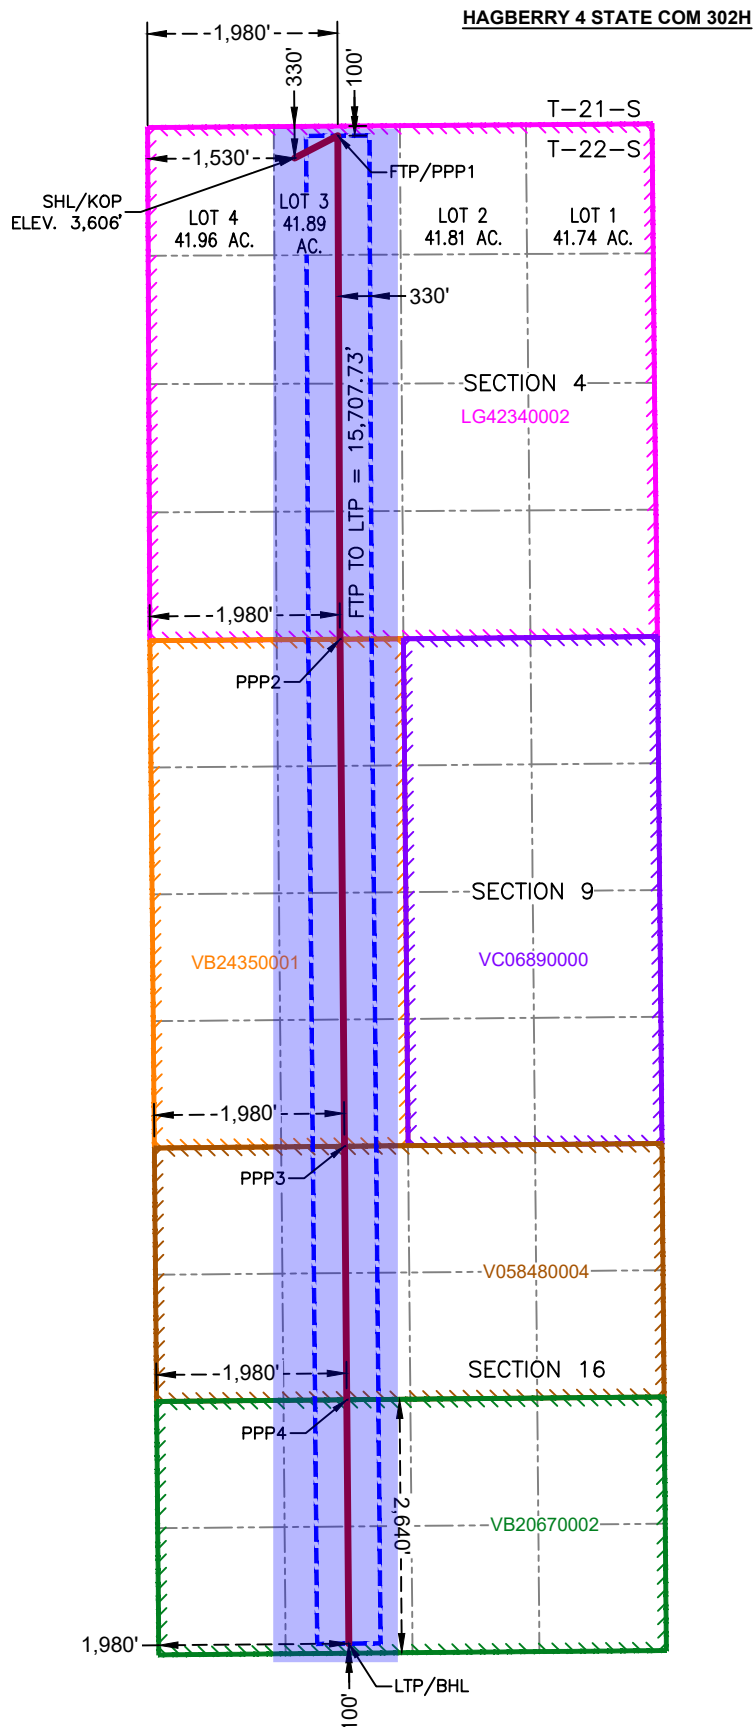 HAGBERRY 4 STATE COM 302H
1,980'
330'
100'
T-21-S
T-22-S
1,530'
FTP/PPP1
SHL/KOP
ELEV. 3,606'
LOT 4
41.96 AC.
LOT 3
41.89
AC.
LOT 2
41.81 AC.
LOT 1
41.74 AC.
330'
FTP TO LTP = 15,707.73'
SECTION 4
LG42340002
1,980'
PPP2
SECTION 9
VB24350001
VC06890000
1,980'
PPP3
V058480004
1,980'
SECTION 16
PPP4
2,640'
VB20670002
1,980'
LTP/BHL
100'